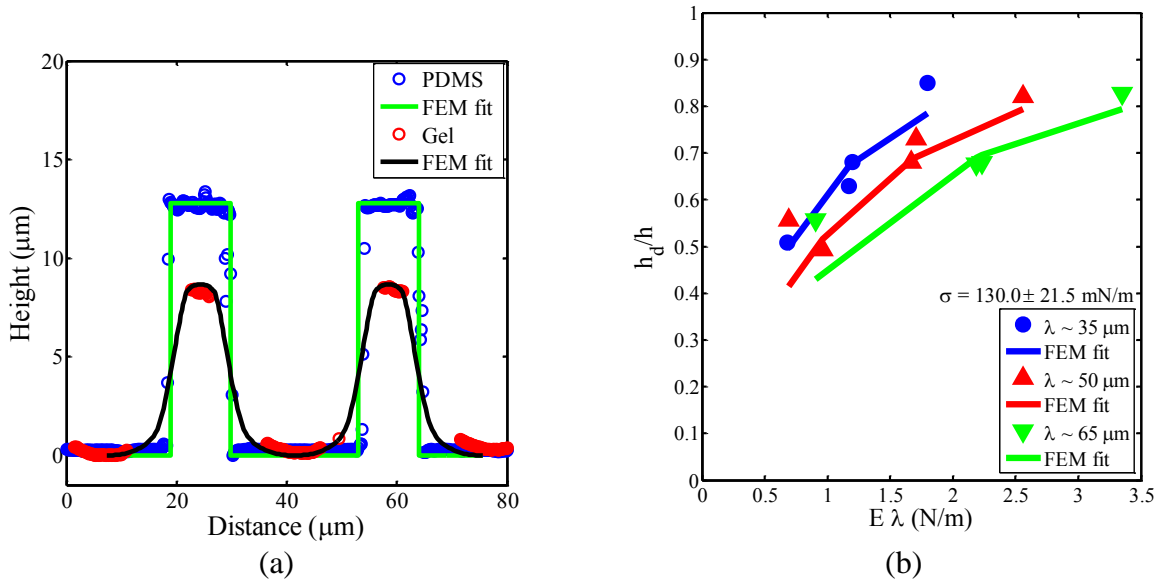 20
15
10
5
0
Height (μm)
0
20
40
60
80
Distance (μm)
PDMS
FEM fit
Gel
FEM fit
(a)
1
0.9
0.8
0.7
0.6
0.5
0.4
0.3
0.2
0.1
0
h_d/h
0
0.5
1
1.5
2
2.5
3
3.5
E λ (N/m)
σ = 130.0 ± 21.5 mN/m
λ ~ 35 μm
FEM fit
λ ~ 50 μm
FEM fit
λ ~ 65 μm
FEM fit
(b)